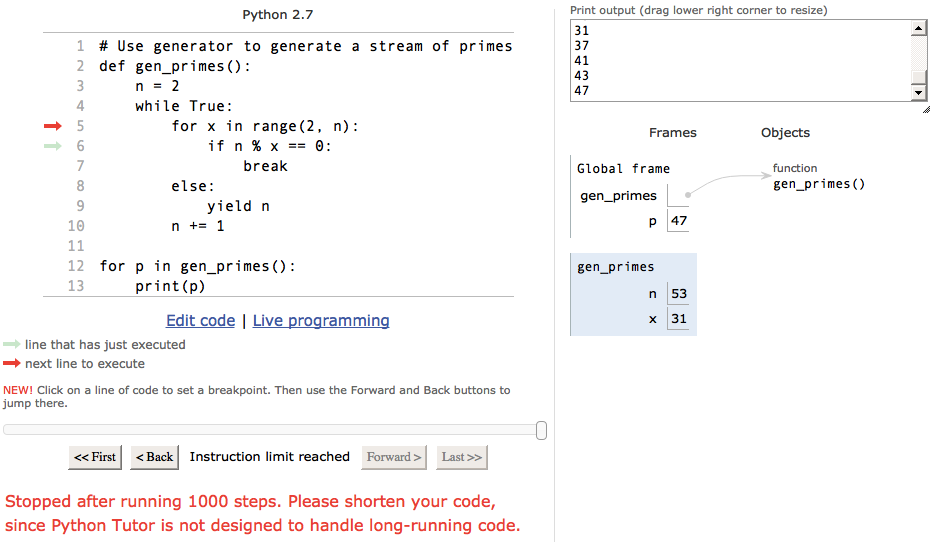 Python 2.7
1 # Use generator to generate a stream of primes
2 def gen_primes():
3     n = 2
4     while True:
5         for x in range(2, n):
6             if n % x == 0:
7                 break
8         else:
9             yield n
10         n += 1
11
12 for p in gen_primes():
13     print(p)
Edit code | Live programming
line that has just executed
next line to execute
NEW! Click on a line of code to set a breakpoint. Then use the Forward and Back buttons to
jump there.
<< First < Back Instruction limit reached Forward > Last >>
Stopped after running 1000 steps. Please shorten your code,
since Python Tutor is not designed to handle long-running code.
Print output (drag lower right corner to resize)
31
37
41
43
47
Frames Objects
Global frame
gen_primes
p 47
function
gen_primes()
gen_primes
n 53
x 31